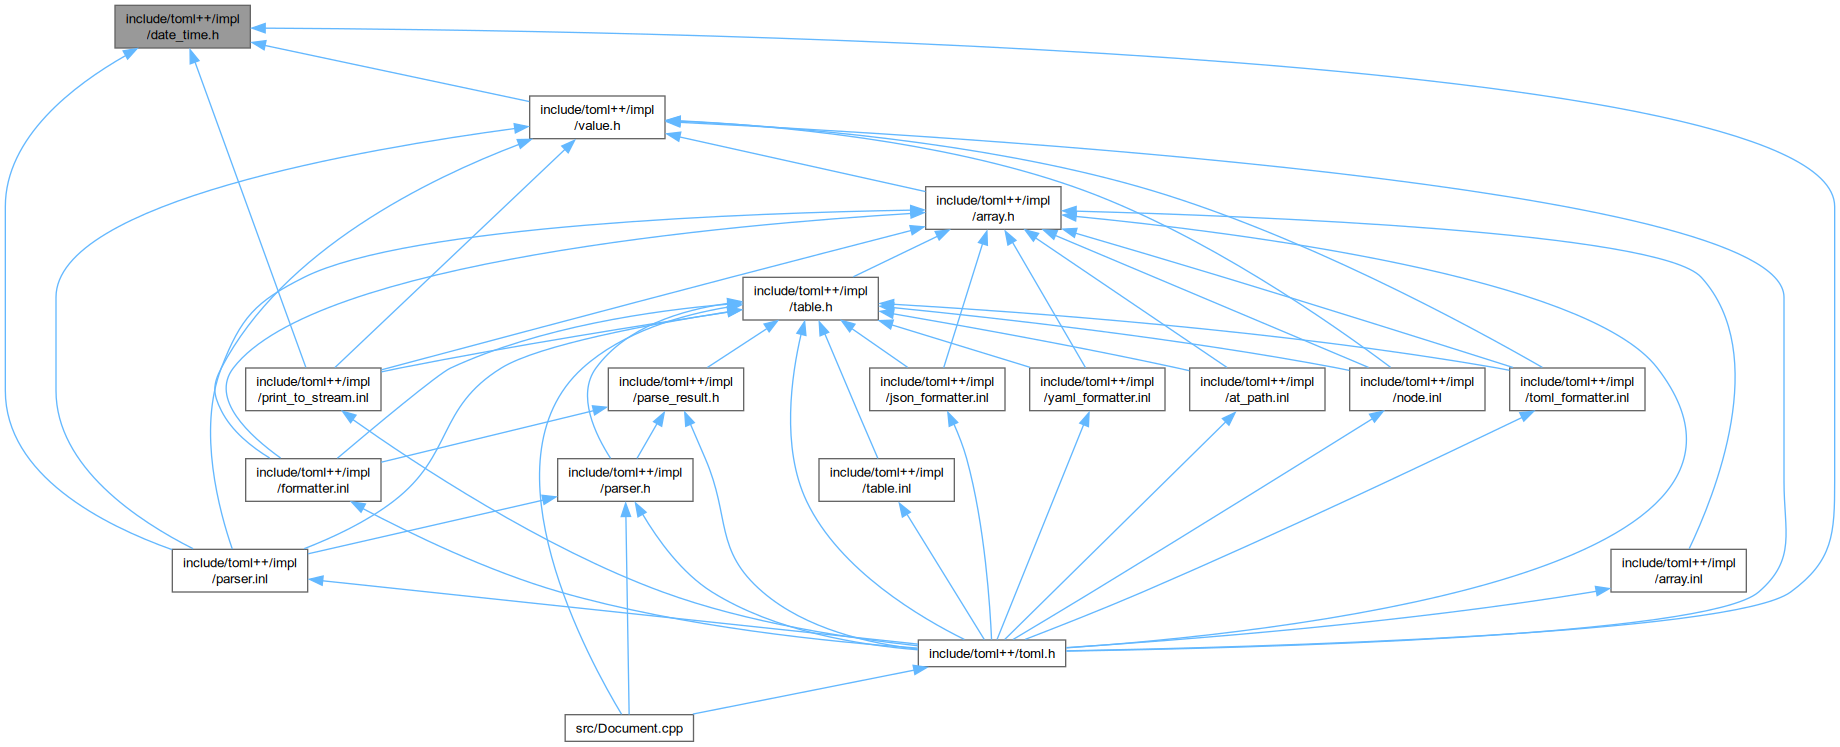 include/toml++/impl
/date_time.h
include/toml++/impl
/value.h
include/toml++/impl
/array.h
include/toml++/impl
/table.h
include/toml++/impl
/print_to_stream.inl
include/toml++/impl
/parse_result.h
include/toml++/impl
/json_formatter.inl
include/toml++/impl
/yaml_formatter.inl
include/toml++/impl
/at_path.inl
include/toml++/impl
/node.inl
include/toml++/impl
/toml_formatter.inl
include/toml++/impl
/formatter.inl
include/toml++/impl
/parser.h
include/toml++/impl
/table.inl
include/toml++/impl
/parser.inl
include/toml++/impl
/array.inl
include/toml++/toml.h
src/Document.cpp